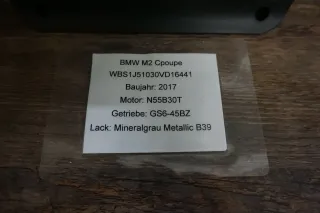 BMW M2 Cpoupe
WBS1J51030VD16441
Baujahr: 2017
Motor: N55B30T
Getriebe: GS6-45BZ
Lack: Mineralgrau Metallic B39